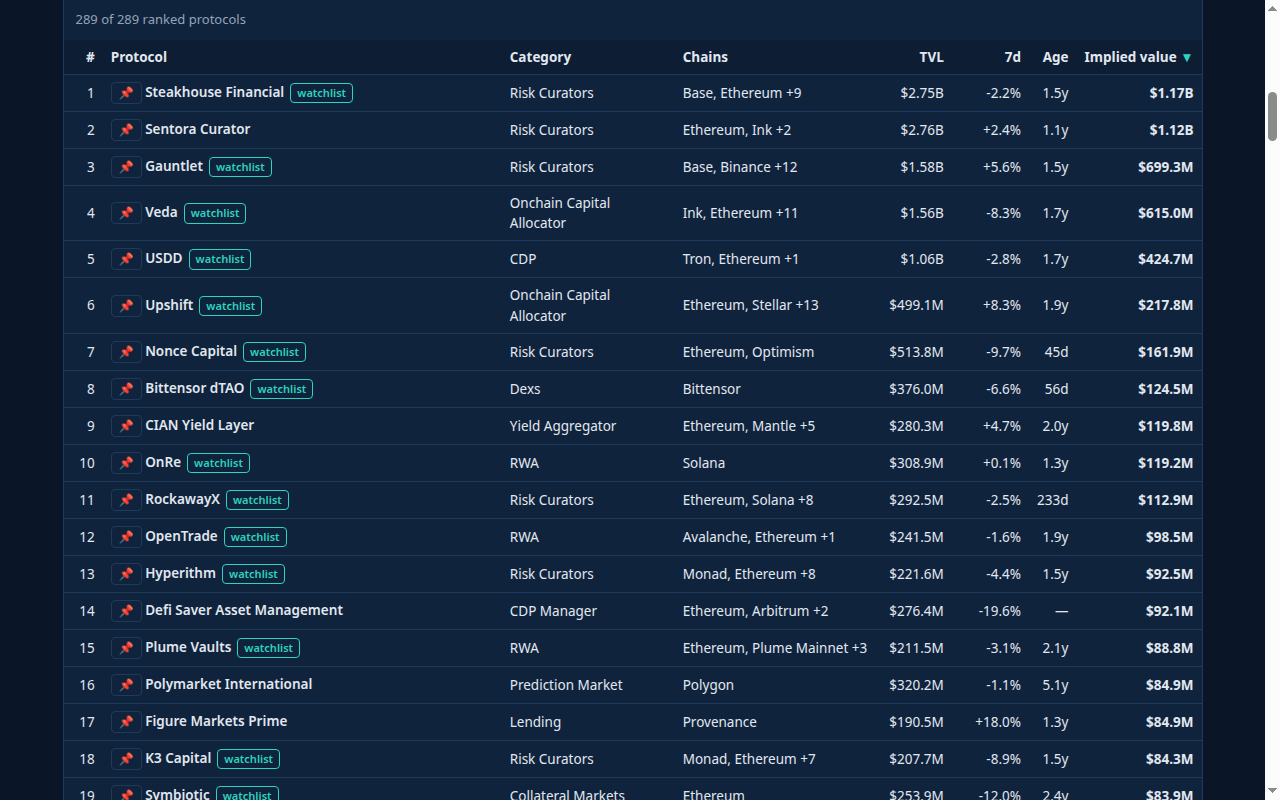 289 of 289 ranked protocols
# Protocol Category Chains TVL 7d Age Implied value ▼
1 📌 Steakhouse Financial watchlist Risk Curators Base, Ethereum +9 $2.75B -2.2% 1.5y $1.17B
2 📌 Sentora Curator Risk Curators Ethereum, Ink +2 $2.76B +2.4% 1.1y $1.12B
3 📌 Gauntlet watchlist Risk Curators Base, Binance +12 $1.58B +5.6% 1.5y $699.3M
4 📌 Veda watchlist Onchain Capital Allocator Ink, Ethereum +11 $1.56B -8.3% 1.7y $615.0M
5 📌 USDD watchlist CDP Tron, Ethereum +1 $1.06B -2.8% 1.7y $424.7M
6 📌 Upshift watchlist Onchain Capital Allocator Ethereum, Stellar +13 $499.1M +8.3% 1.9y $217.8M
7 📌 Nonce Capital watchlist Risk Curators Ethereum, Optimism $513.8M -9.7% 45d $161.9M
8 📌 Bittensor dTAO watchlist Dexs Bittensor $376.0M -6.6% 56d $124.5M
9 📌 CIAN Yield Layer Yield Aggregator Ethereum, Mantle +5 $280.3M +4.7% 2.0y $119.8M
10 📌 OnRe watchlist RWA Solana $308.9M +0.1% 1.3y $119.2M
11 📌 RockawayX watchlist Risk Curators Ethereum, Solana +8 $292.5M -2.5% 233d $112.9M
12 📌 OpenTrade watchlist RWA Avalanche, Ethereum +1 $241.5M -1.6% 1.9y $98.5M
13 📌 Hyperithm watchlist Risk Curators Monad, Ethereum +8 $221.6M -4.4% 1.5y $92.5M
14 📌 Defi Saver Asset Management CDP Manager Ethereum, Arbitrum +2 $276.4M -19.6% — $92.1M
15 📌 Plume Vaults watchlist RWA Ethereum, Plume Mainnet +3 $211.5M -3.1% 2.1y $88.8M
16 📌 Polymarket International Prediction Market Polygon $320.2M -1.1% 5.1y $84.9M
17 📌 Figure Markets Prime Lending Provenance $190.5M +18.0% 1.3y $84.9M
18 📌 K3 Capital watchlist Risk Curators Monad, Ethereum +7 $207.7M -8.9% 1.5y $84.3M
19 📌 Symbiotic watchlist Collateral Markets Ethereum $253.9M -12.0% 2.4y $83.9M